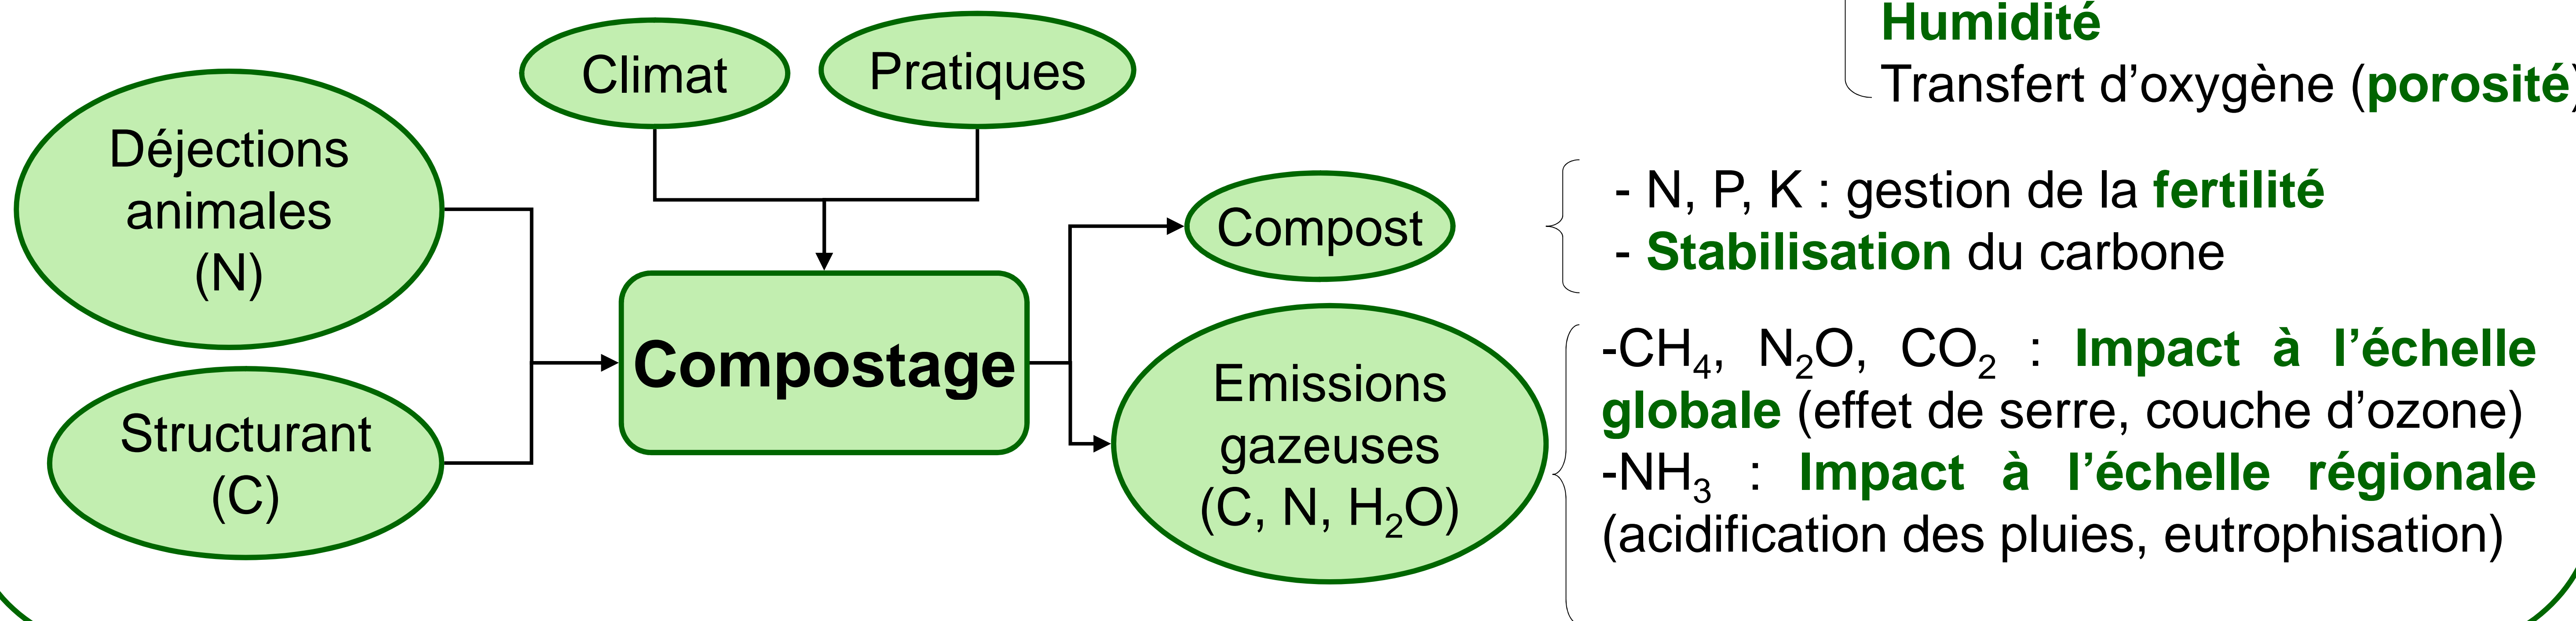 Humidité
Transfert d’oxygène (porosité)
Climat
Pratiques
Déjections
animales
(N)
Structurant
(C)
Compostage
Compost
- N, P, K : gestion de la fertilité
- Stabilisation du carbone
Emissions
gazeuses
(C, N, H₂O)
-CH₄, N₂O, CO₂ : Impact à l’échelle
globale (effet de serre, couche d’ozone)
-NH₃ : Impact à l’échelle régionale
(acidification des pluies, eutrophisation)